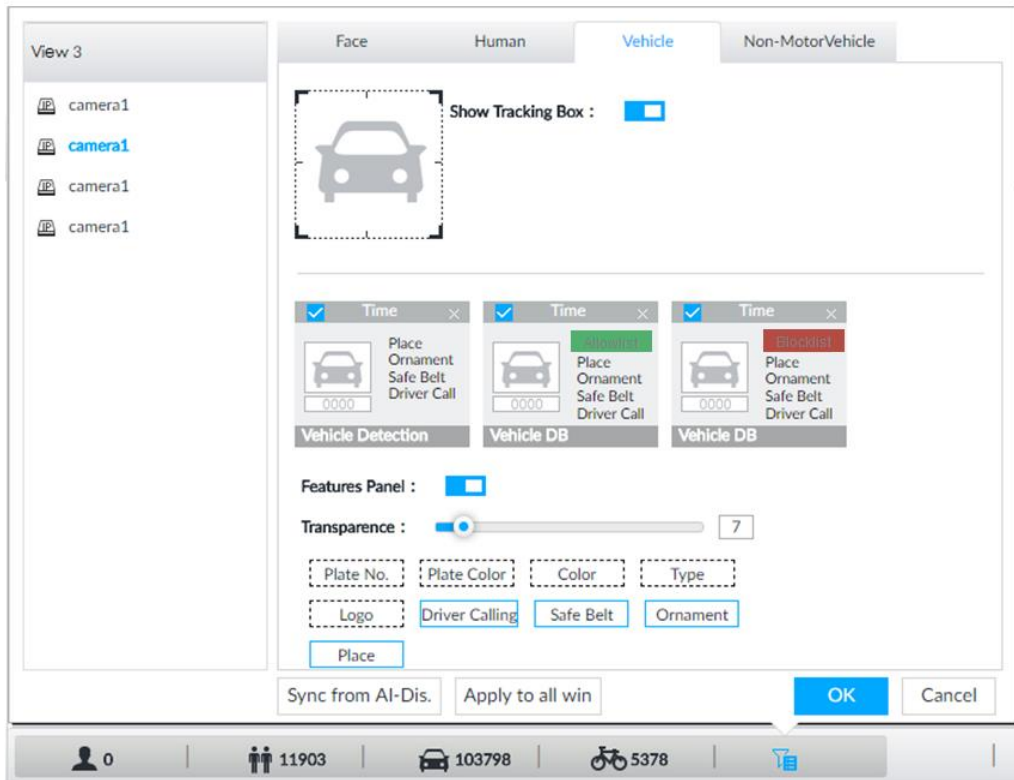 View 3
camera1
camera1
camera1
camera1
Face Human Vehicle Non-MotorVehicle
Show Tracking Box :
Time × Time × Time ×
Place
Ornament
Safe Belt
Driver Call
0000
Vehicle Detection
Allowlist
Place
Ornament
Safe Belt
Driver Call
0000
Vehicle DB
Blocklist
Place
Ornament
Safe Belt
Driver Call
0000
Vehicle DB
Features Panel :
Transparence : 7
Plate No. Plate Color Color Type
Logo Driver Calling Safe Belt Ornament
Place
Sync from AI-Dis. Apply to all win OK Cancel
0 11903 103798 5378